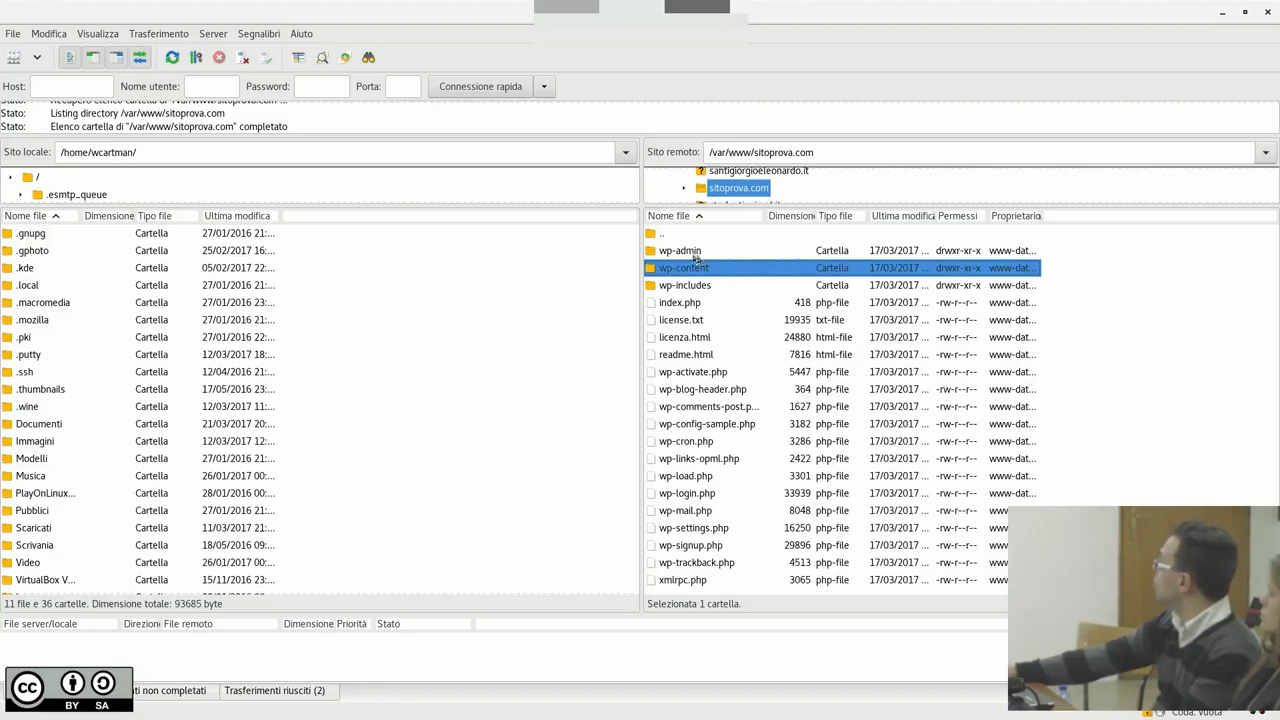 File Modifica Visualizza Trasferimento Server Segnalibri Aiuto
Host: Nome utente: Password: Porta: Connessione rapida
Stato: Recupero elenco cartella di "/var/www/sitoprova.com"...
Stato: Listing directory /var/www/sitoprova.com
Stato: Elenco cartella di "/var/www/sitoprova.com" completato
Sito locale: /home/wcartman/
Sito remoto: /var/www/sitoprova.com
/
.esmtp_queue
santigiorgioeleonardo.it
sitoprova.com
Nome file Dimensione Tipo file Ultima modifica
.gnupg Cartella 27/01/2016 21:...
.gphoto Cartella 25/02/2017 16:...
.kde Cartella 05/02/2017 22:...
.local Cartella 27/01/2016 21:...
.macromedia Cartella 27/01/2016 23:...
.mozilla Cartella 27/01/2016 21:...
.pki Cartella 27/01/2016 22:...
.putty Cartella 12/03/2017 18:...
.ssh Cartella 12/04/2016 21:...
.thumbnails Cartella 17/05/2016 23:...
.wine Cartella 12/03/2017 11:...
Documenti Cartella 21/03/2017 20:...
Immagini Cartella 12/03/2017 12:...
Modelli Cartella 27/01/2016 21:...
Musica Cartella 26/01/2017 00:...
PlayOnLinux... Cartella 28/01/2016 00:...
Pubblici Cartella 27/01/2016 21:...
Scaricati Cartella 11/03/2017 21:...
Scrivania Cartella 18/05/2016 09:...
Video Cartella 26/01/2017 00:...
VirtualBox V... Cartella 15/11/2016 23:...
11 file e 36 cartelle. Dimensione totale: 93685 byte
Nome file Dimension Tipo file Ultima modific Permessi Proprietario
..
wp-admin Cartella 17/03/2017 ... drwxr-xr-x www-dat...
wp-content Cartella 17/03/2017 ... drwxr-xr-x www-dat...
wp-includes Cartella 17/03/2017 ... drwxr-xr-x www-dat...
index.php 418 php-file 17/03/2017 ... -rw-r--r-- www-dat...
license.txt 19935 txt-file 17/03/2017 ... -rw-r--r-- www-dat...
licenza.html 24880 html-file 17/03/2017 ... -rw-r--r-- www-dat...
readme.html 7816 html-file 17/03/2017 ... -rw-r--r-- www-dat...
wp-activate.php 5447 php-file 17/03/2017 ... -rw-r--r-- www-dat...
wp-blog-header.php 364 php-file 17/03/2017 ... -rw-r--r-- www-dat...
wp-comments-post.p... 1627 php-file 17/03/2017 ... -rw-r--r-- www-dat...
wp-config-sample.php 3182 php-file 17/03/2017 ... -rw-r--r-- www-dat...
wp-cron.php 3286 php-file 17/03/2017 ... -rw-r--r-- www-dat...
wp-links-opml.php 2422 php-file 17/03/2017 ... -rw-r--r-- www-dat...
wp-load.php 3301 php-file 17/03/2017 ... -rw-r--r-- www-dat...
wp-login.php 33939 php-file 17/03/2017 ... -rw-r--r-- www-dat...
wp-mail.php 8048 php-file 17/03/2017 ... -rw-r--r-- www-dat...
wp-settings.php 16250 php-file 17/03/2017 ... -rw-r--r--
wp-signup.php 29896 php-file 17/03/2017 ... -rw-r--r--
wp-trackback.php 4513 php-file 17/03/2017 ... -rw-r--r--
xmlrpc.php 3065 php-file 17/03/2017 ... -rw-r--r--
Selezionata 1 cartella.
File server/locale Direzion File remoto Dimensione Priorità Stato
non completati Trasferimenti riusciti (2)
Coda: vuota
cc BY SA